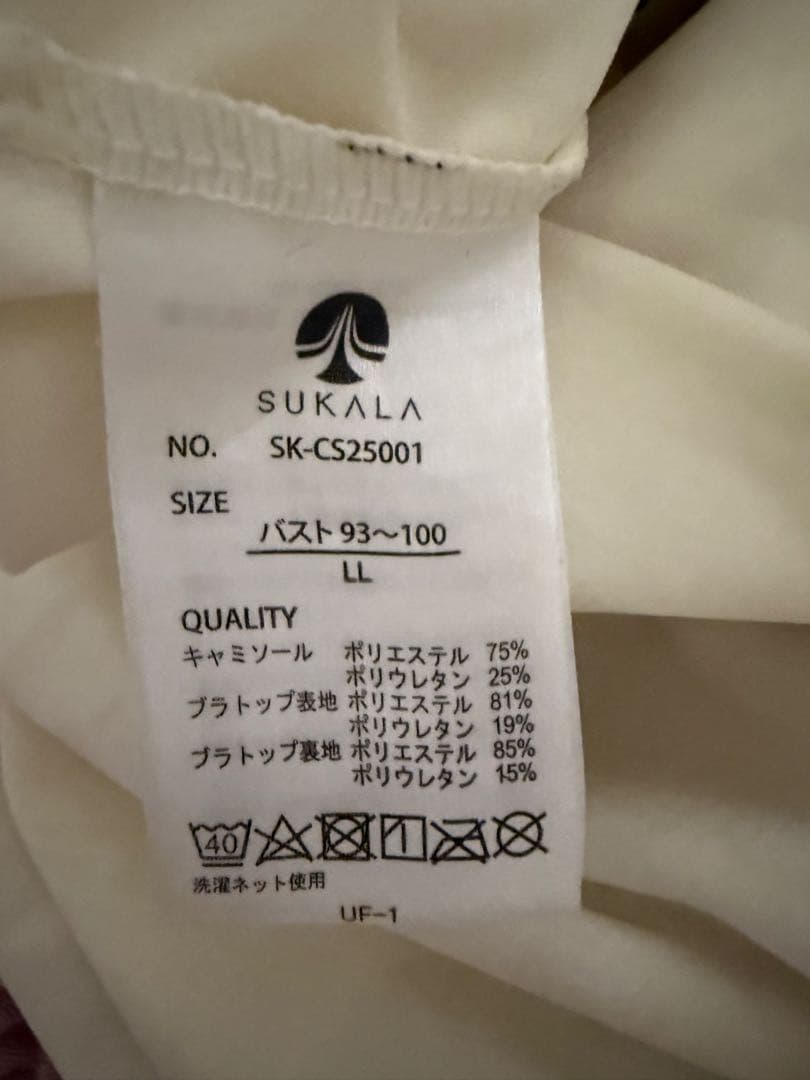 SUKALA
NO. SK-CS25001
SIZE
バスト 93〜100
LL
QUALITY
キャミソール ポリエステル 75%
ポリウレタン 25%
ブラトップ表地 ポリエステル 81%
ポリウレタン 19%
ブラトップ裏地 ポリエステル 85%
ポリウレタン 15%
40
洗濯ネット使用
UF-1